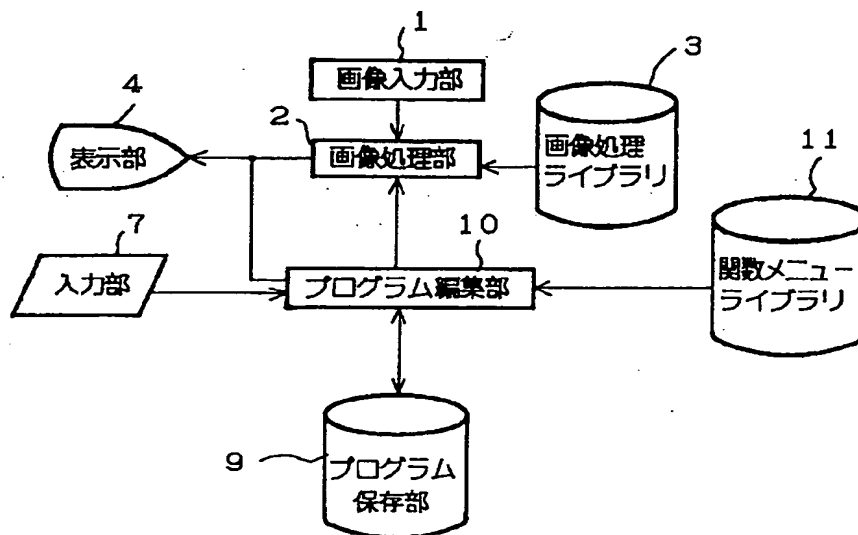 1
画像入力部
3
4
2
表示部
画像処理部
画像処理
ライブラリ
11
7
10
入力部
プログラム編集部
関数メニュー
ライブラリ
9
プログラム
保存部